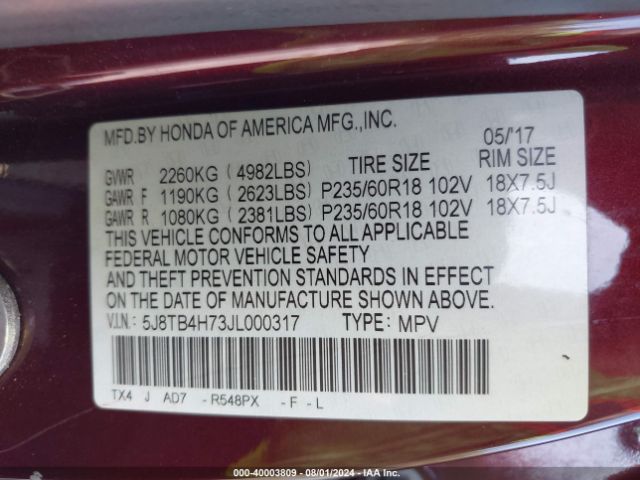 MFD.BY HONDA OF AMERICA MFG.,INC.
05/'17
GVWR 2260KG ( 4982LBS) TIRE SIZE RIM SIZE
GAWR F 1190KG ( 2623LBS) P235/60R18 102V 18X7.5J
GAWR R 1080KG ( 2381LBS) P235/60R18 102V 18X7.5J
THIS VEHICLE CONFORMS TO ALL APPLICABLE
FEDERAL MOTOR VEHICLE SAFETY
AND THEFT PREVENTION STANDARDS IN EFFECT
ON THE DATE OF MANUFACTURE SHOWN ABOVE.
V.I.N.: 5J8TB4H73JL000317 TYPE: MPV
TX4 J AD7 - R548PX - F - L
000-40003809 - 08/01/2024 - IAA Inc.